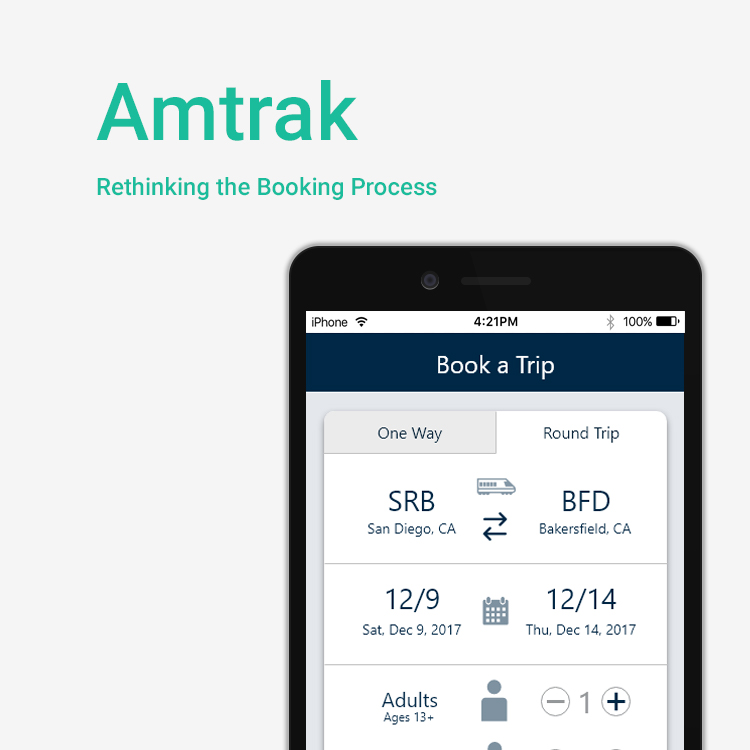 Amtrak
Rethinking the Booking Process
iPhone 4:21PM 100%
Book a Trip
One Way Round Trip
SRB BFD
San Diego, CA Bakersfield, CA
12/9 12/14
Sat, Dec 9, 2017 Thu, Dec 14, 2017
Adults 1
Ages 13+